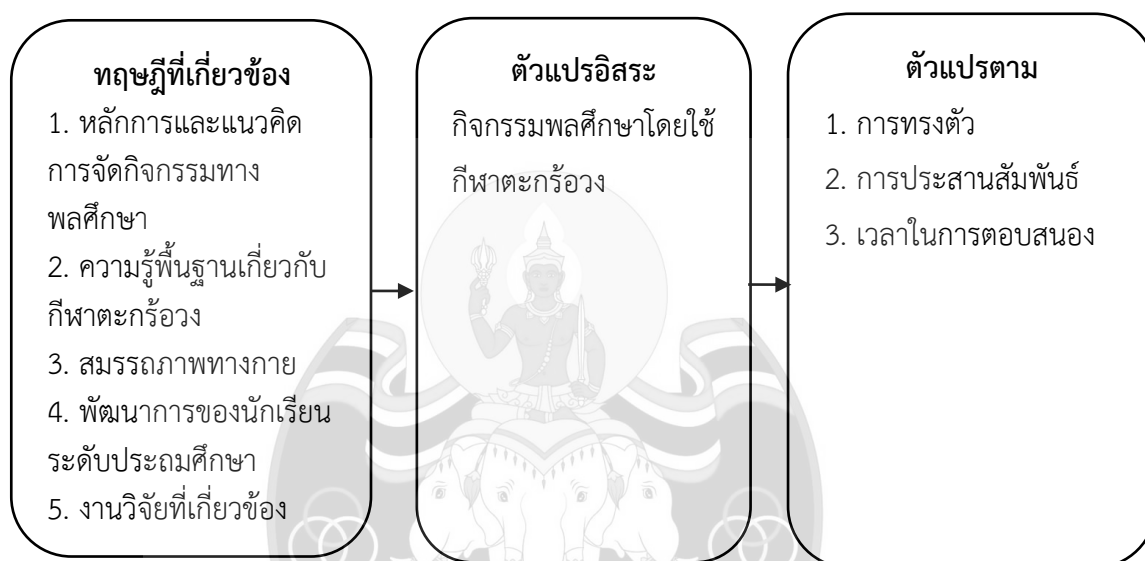 ทฤษฎีที่เกี่ยวข้อง
1. หลักการและแนวคิด
การจัดกิจกรรมทาง
พลศึกษา
2. ความรู้พื้นฐานเกี่ยวกับ
กีฬาตะกร้อวง
3. สมรรถภาพทางกาย
4. พัฒนาการของนักเรียน
ระดับประถมศึกษา
5. งานวิจัยที่เกี่ยวข้อง
ตัวแปรอิสระ
กิจกรรมพลศึกษาโดยใช้
กีฬาตะกร้อวง
ตัวแปรตาม
1. การทรงตัว
2. การประสานสัมพันธ์
3. เวลาในการตอบสนอง